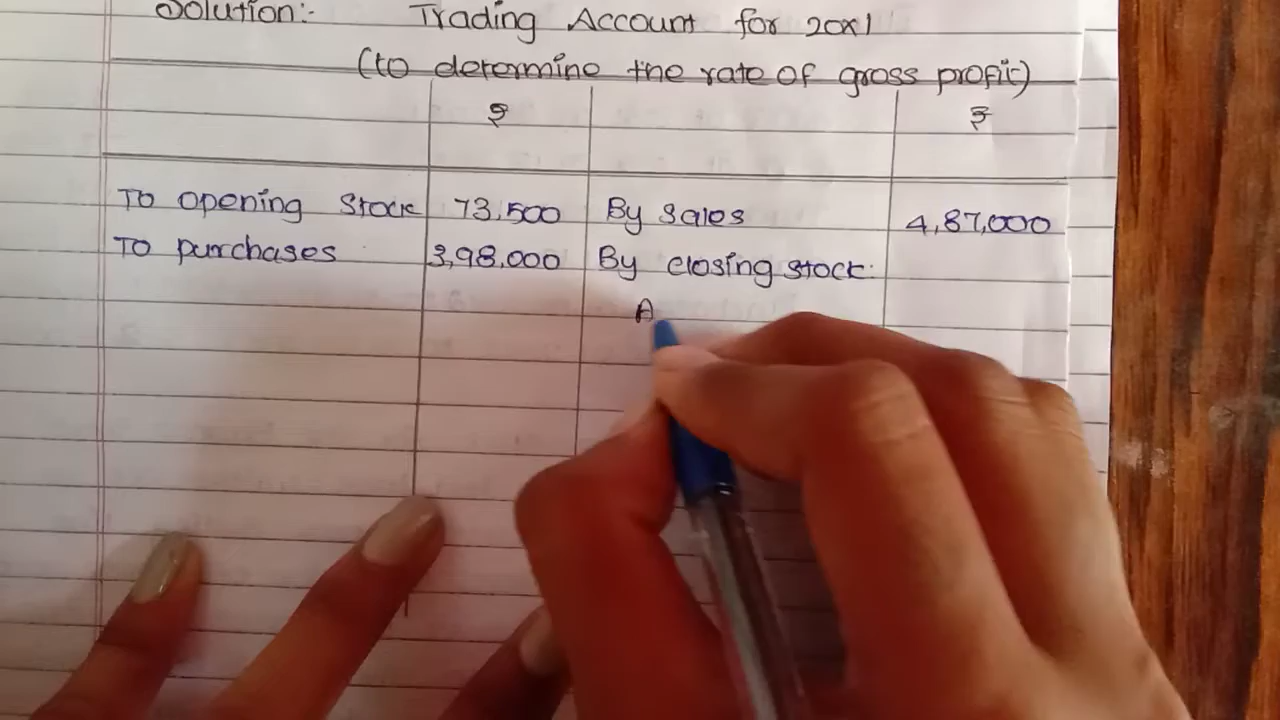 Solution:- Trading Account for 20x1
(to determine the rate of gross profit)
₹ ₹
To opening Stock 73,500 By sales 4,87,000
To purchases 3,98,000 By closing stock:
A